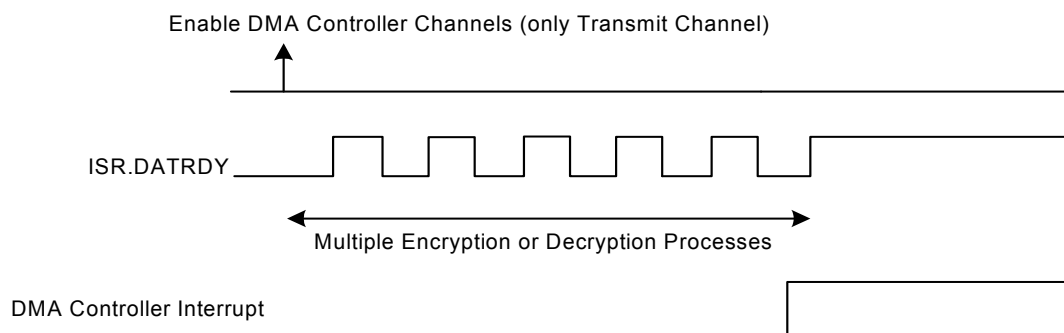 Enable DMA Controller Channels (only Transmit Channel)
ISR.DATRDY
Multiple Encryption or Decryption Processes
DMA Controller Interrupt